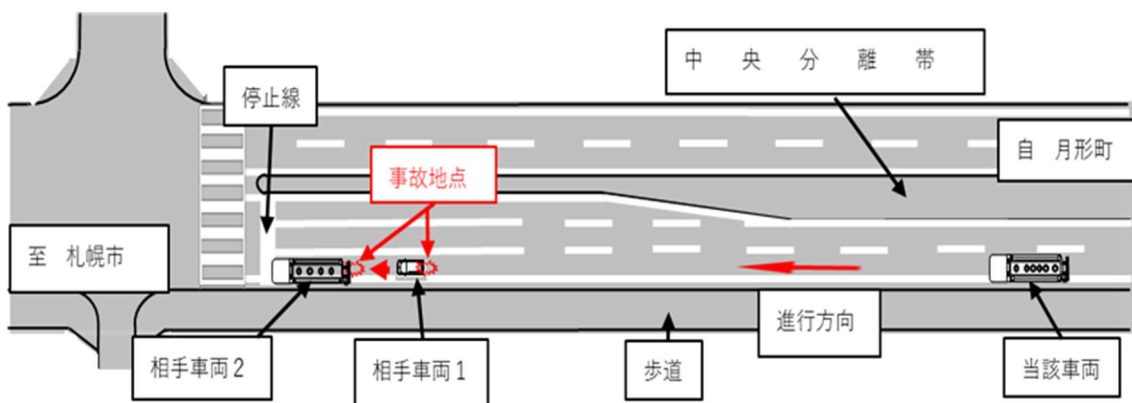 中　央　分　離　帯
停止線
自　月形町
事故地点
至　札幌市
進行方向
相手車両２
相手車両１
歩道
当該車両